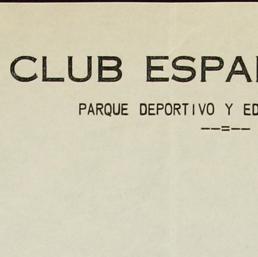 CLUB ESPA
PARQUE DEPORTIVO Y ED
--=--